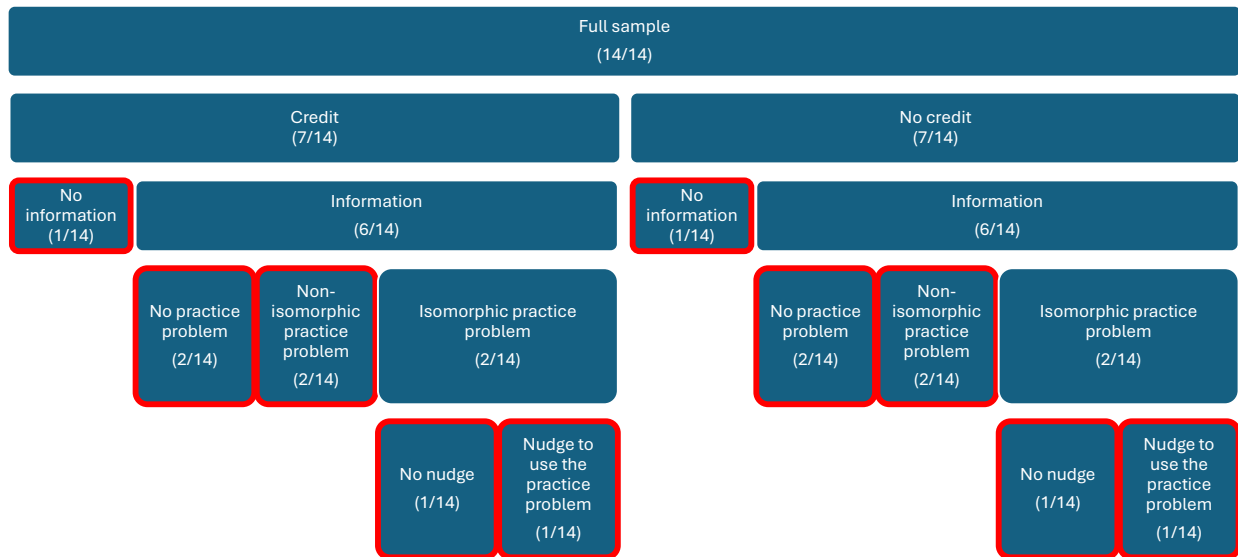 Full sample
(14/14)
Credit
(7/14)
No credit
(7/14)
No
information
(1/14)
Information
(6/14)
No
information
(1/14)
Information
(6/14)
No practice
problem
(2/14)
Non-
isomorphic
practice
problem
(2/14)
Isomorphic practice
problem
(2/14)
No practice
problem
(2/14)
Non-
isomorphic
practice
problem
(2/14)
Isomorphic practice
problem
(2/14)
No nudge
(1/14)
Nudge to
use the
practice
problem
(1/14)
No nudge
(1/14)
Nudge to
use the
practice
problem
(1/14)